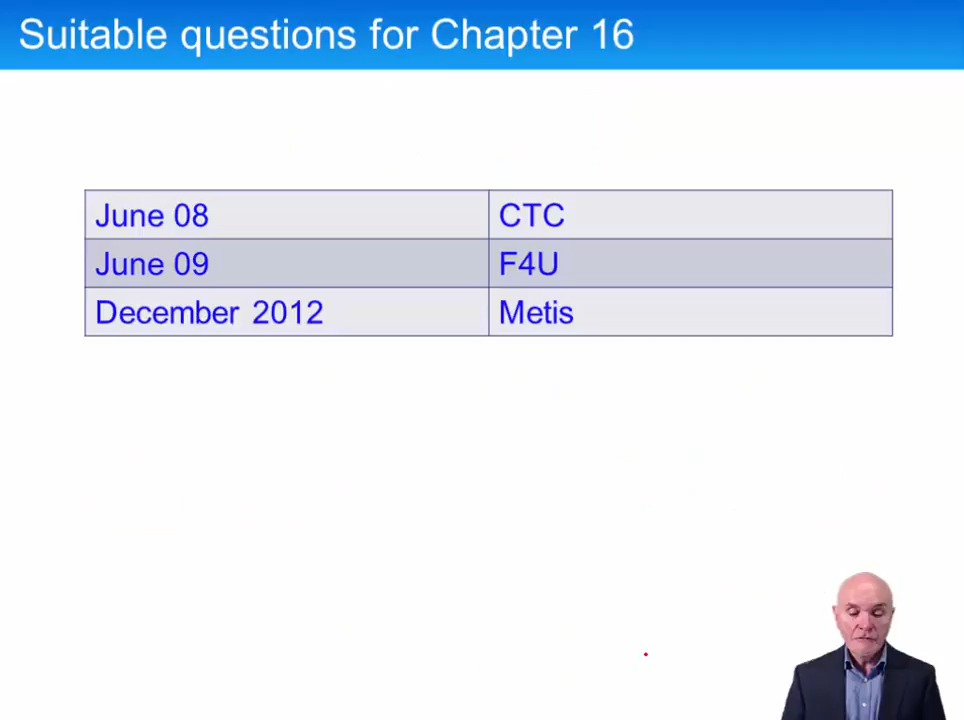 Suitable questions for Chapter 16
June 08 CTC
June 09 F4U
December 2012 Metis